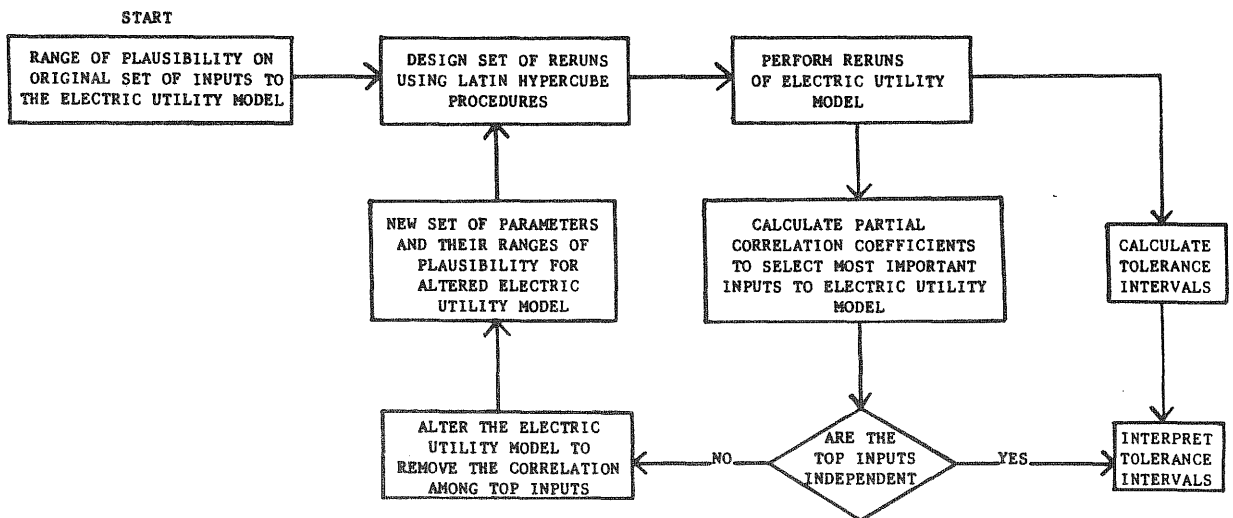 START
RANGE OF PLAUSIBILITY ON
ORIGINAL SET OF INPUTS TO
THE ELECTRIC UTILITY MODEL
DESIGN SET OF RERUNS
USING LATIN HYPERCUBE
PROCEDURES
PERFORM RERUNS
OF ELECTRIC UTILITY
MODEL
NEW SET OF PARAMETERS
AND THEIR RANGES OF
PLAUSIBILITY FOR
ALTERED ELECTRIC
UTILITY MODEL
CALCULATE PARTIAL
CORRELATION COEFFICIENTS
TO SELECT MOST IMPORTANT
INPUTS TO ELECTRIC UTILITY
MODEL
CALCULATE
TOLERANCE
INTERVALS
ALTER THE ELECTRIC
UTILITY MODEL TO
REMOVE THE CORRELATION
AMONG TOP INPUTS
NO
ARE THE
TOP INPUTS
INDEPENDENT
YES
INTERPRET
TOLERANCE
INTERVALS